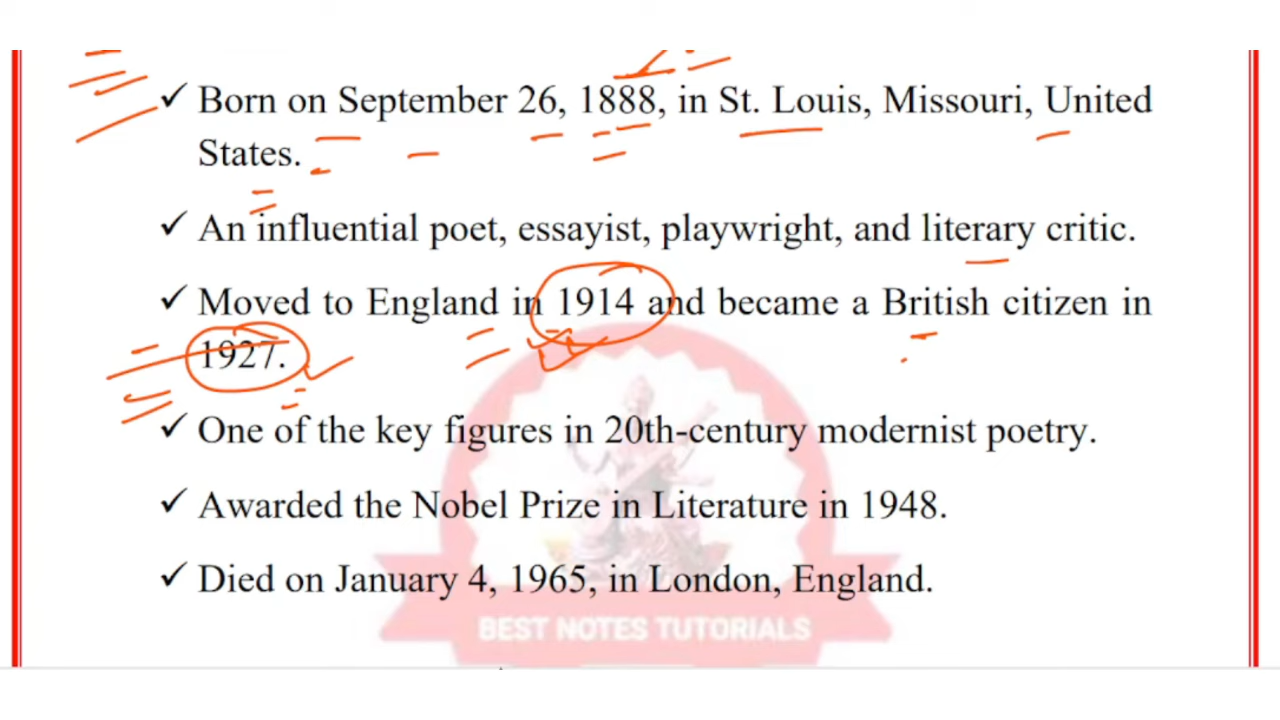 ✓ Born on September 26, 1888, in St. Louis, Missouri, United
States.
✓ An influential poet, essayist, playwright, and literary critic.
✓ Moved to England in 1914 and became a British citizen in
1927.
✓ One of the key figures in 20th-century modernist poetry.
✓ Awarded the Nobel Prize in Literature in 1948.
✓ Died on January 4, 1965, in London, England.
BEST NOTES TUTORIALS